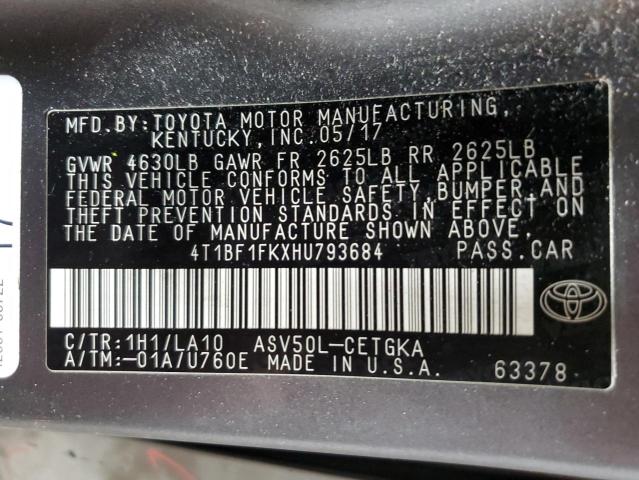 MFD.BY:TOYOTA MOTOR MANUFACTURING,
KENTUCKY,INC.05/17
GVWR 4630LB GAWR FR 2625LB RR 2625LB
THIS VEHICLE CONFORMS TO ALL APPLICABLE
FEDERAL MOTOR VEHICLE SAFETY,BUMPER,AND
THEFT PREVENTION STANDARDS IN EFFECT ON
THE DATE OF MANUFACTURE SHOWN ABOVE.
4T1BF1FKXHU793684 PASS.CAR
C/TR:1H1/LA10 ASV50L-CETGKA
A/TM:-01A/U760E MADE IN U.S.A. 63378